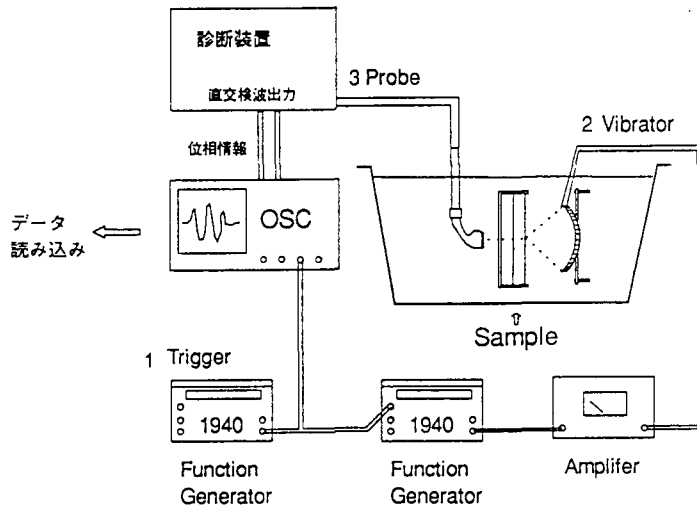 診断装置
直交検波出力
3 Probe
2 Vibrator
位相情報
OSC
データ
読み込み
Sample
1 Trigger
1940
1940
Function
Generator
Function
Generator
Amplifer